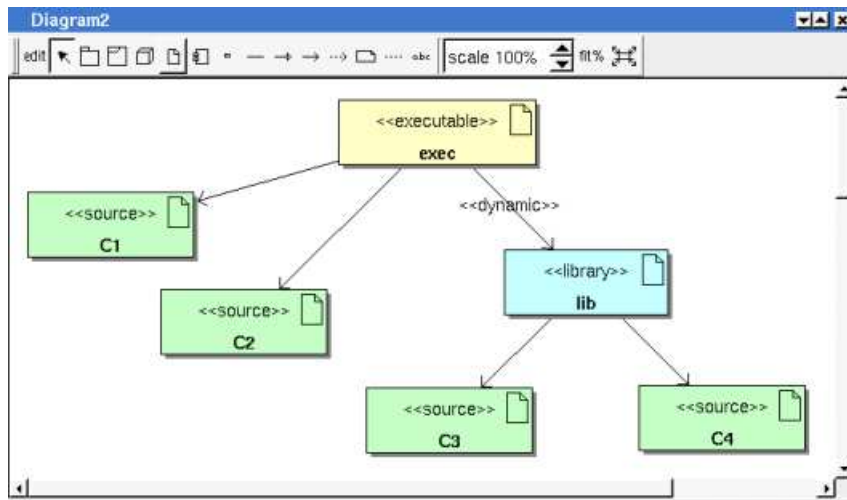 Diagram2
edit abc scale 100% fit%
<<executable>>
exec
<<source>>
C1
<<dynamic>>
<<library>>
lib
<<source>>
C2
<<source>>
C3
<<source>>
C4